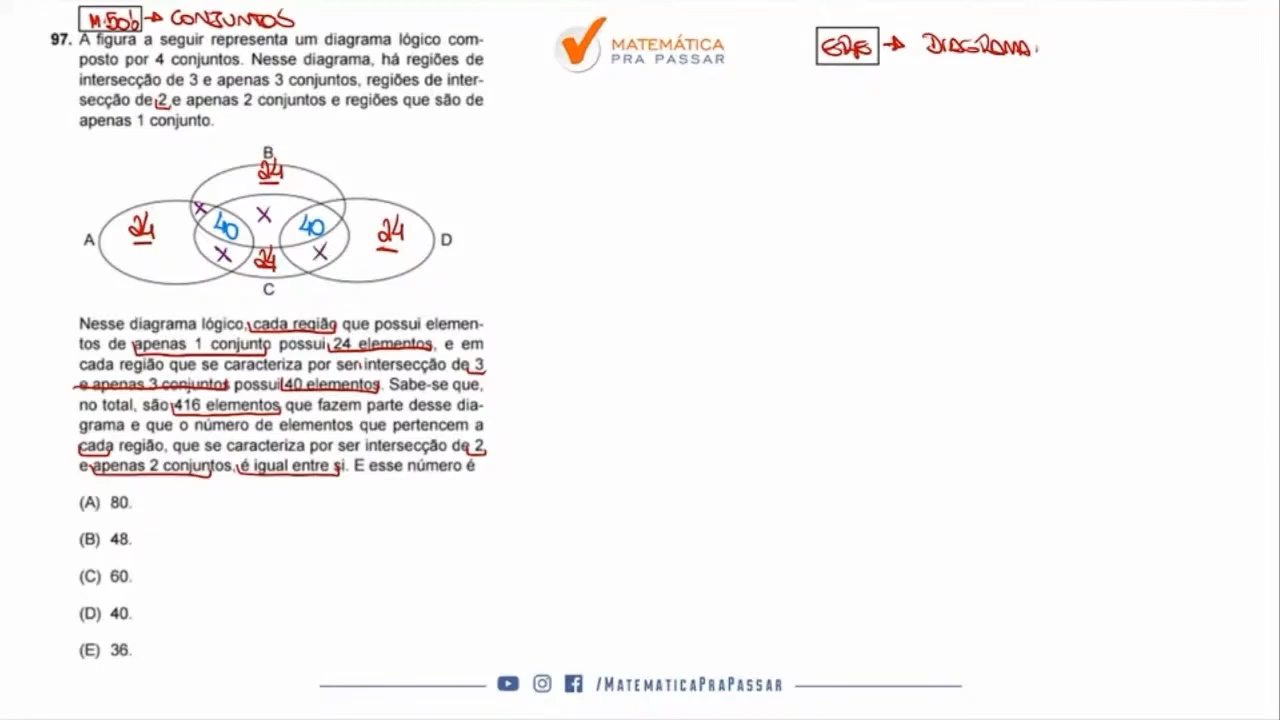 M.50b → CONJUNTOS
97. A figura a seguir representa um diagrama lógico com-
posto por 4 conjuntos. Nesse diagrama, há regiões de
intersecção de 3 e apenas 3 conjuntos, regiões de inter-
secção de 2 e apenas 2 conjuntos e regiões que são de
apenas 1 conjunto.
MATEMÁTICA
PRA PASSAR
→ DIAGRAMA.
B
24
X
24 40 X 40 24
A D
X 24 X
C
Nesse diagrama lógico, cada região que possui elemen-
tos de apenas 1 conjunto possui 24 elementos, e em
cada região que se caracteriza por ser intersecção de 3
e apenas 3 conjuntos possui 40 elementos. Sabe-se que,
no total, são 416 elementos que fazem parte desse dia-
grama e que o número de elementos que pertencem a
cada região, que se caracteriza por ser intersecção de 2
e apenas 2 conjuntos, é igual entre si. E esse número é
(A) 80.
(B) 48.
(C) 60.
(D) 40.
(E) 36.
/MATEMATICAPRAPASSAR